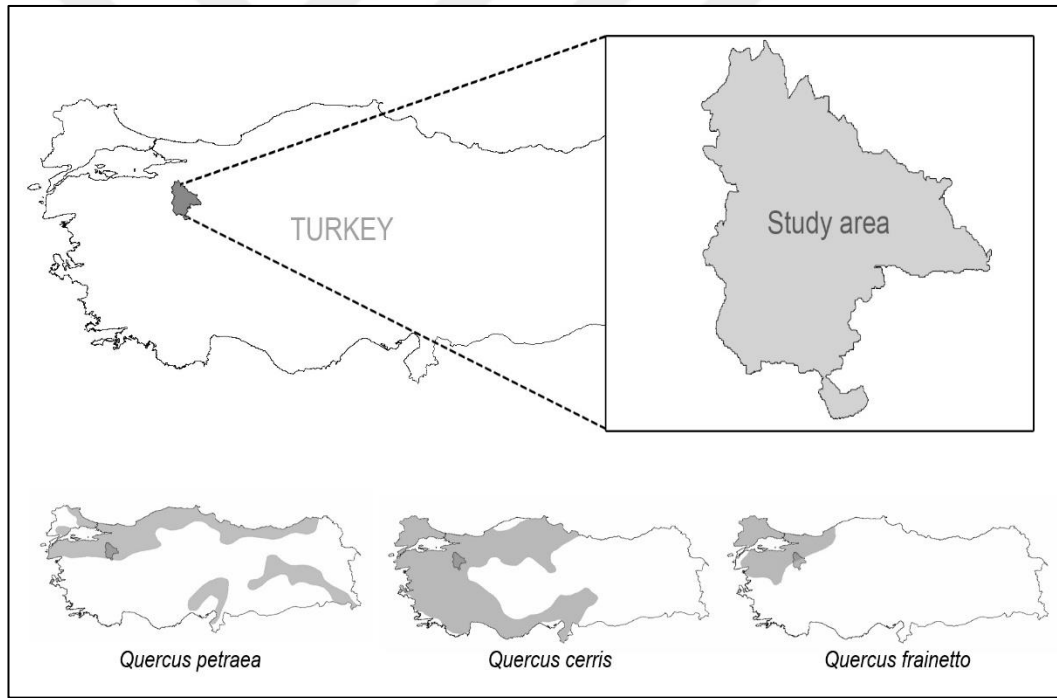 TURKEY
Study area
Quercus petraea
Quercus cerris
Quercus frainetto